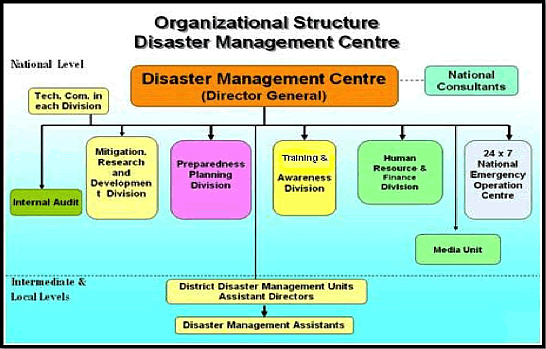 Organizational Structure
Disaster Management Centre
National Level
Disaster Management Centre
(Director General)
National
Consultants
Tech. Com. in
each Division
Internal Audit
Mitigation,
Research
and
Developmen
t Division
Preparedness
Planning
Division
Training &
Awareness
Division
Human
Resource &
Finance
Division
24 x 7
National
Emergency
Operation
Centre
Media Unit
Intermediate &
Local Levels
District Disaster Management Units
Assistant Directors
Disaster Management Assistants